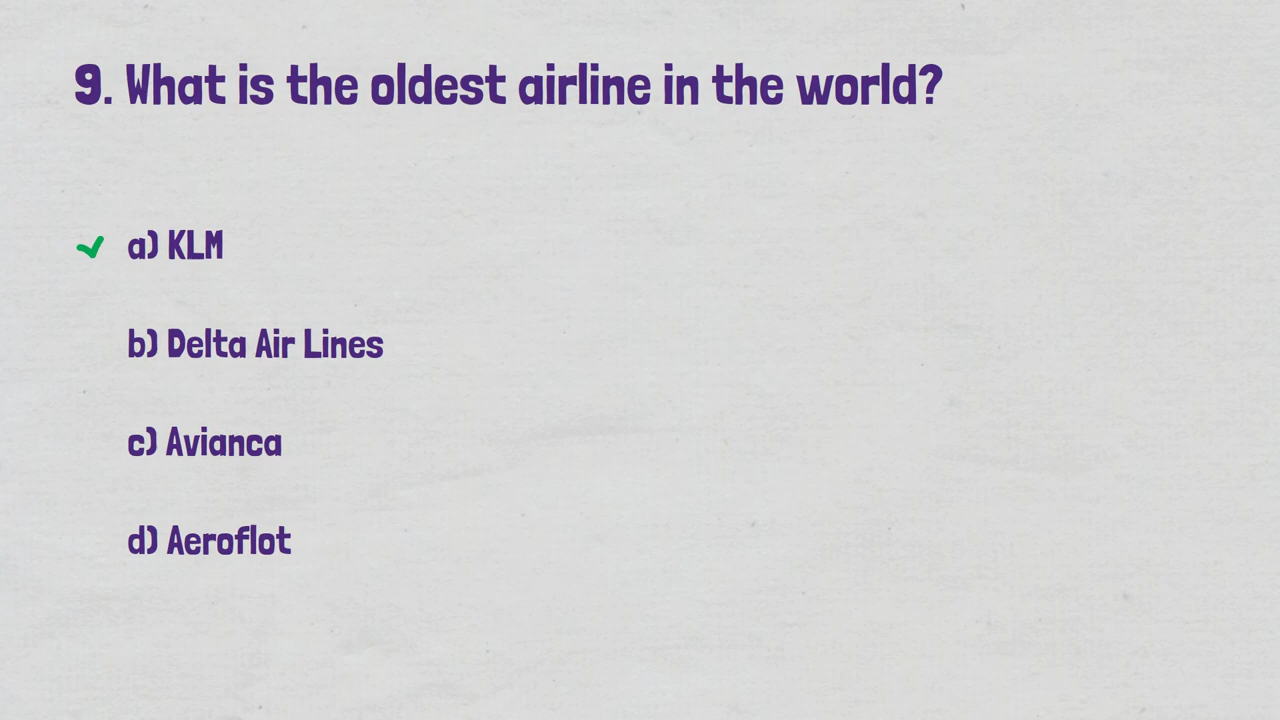 9. What is the oldest airline in the world?
a) KLM
b) Delta Air Lines
c) Avianca
d) Aeroflot